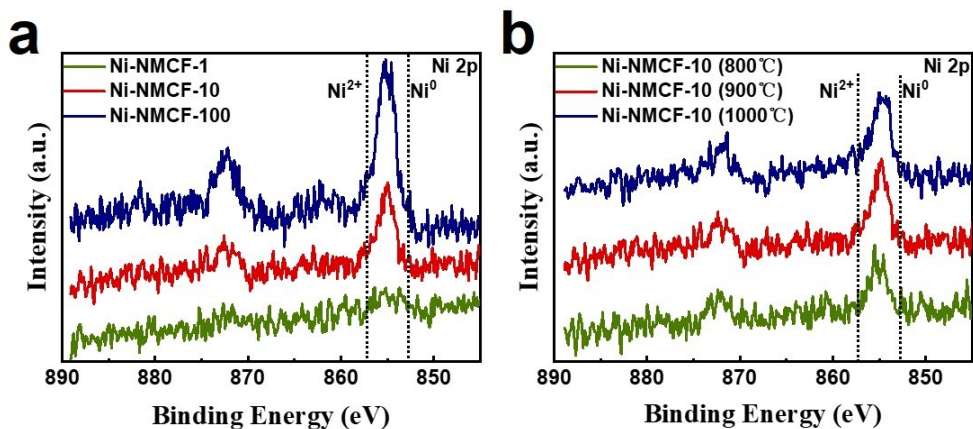 a
Ni-NMCF-1
Ni-NMCF-10
Ni-NMCF-100
Ni 2p
Ni²⁺
Ni⁰
Intensity (a.u.)
890
880
870
860
850
Binding Energy (eV)
b
Ni-NMCF-10 (800℃)
Ni-NMCF-10 (900℃)
Ni-NMCF-10 (1000℃)
Ni 2p
Ni²⁺
Ni⁰
Intensity (a.u.)
890
880
870
860
850
Binding Energy (eV)